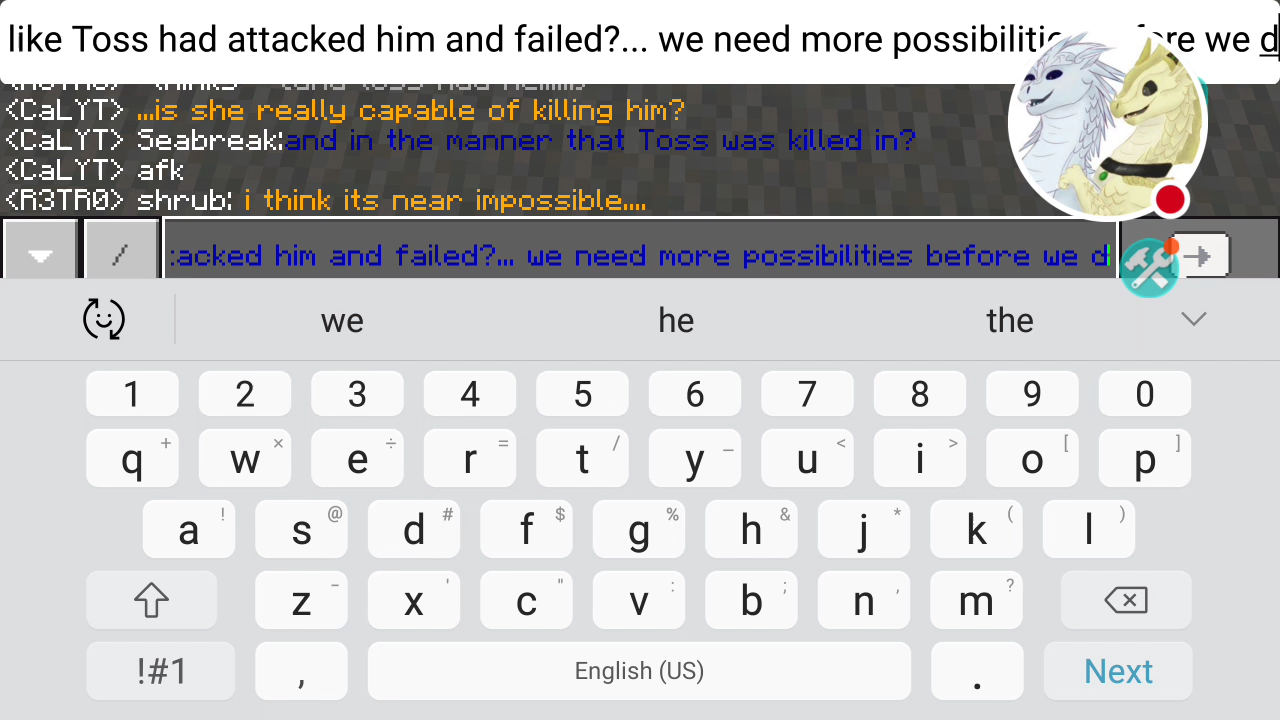 like Toss had attacked him and failed?... we need more possibilities before we d
<CaLYT> ...is she really capable of killing him?
<CaLYT> Seabreak:and in the manner that Toss was killed in?
<CaLYT> afk
<R3TR0> shrub: i think its near impossible....
/ :acked him and failed?... we need more possibilities before we d
we he the
1 2 3 4 5 6 7 8 9 0
q + w × e ÷ r = t / y _ u < i > o [ p ]
a ! s @ d # f $ g % h & j * k ( l )
z - x ' c " v : b ; n , m ?
!#1 , English (US) . Next